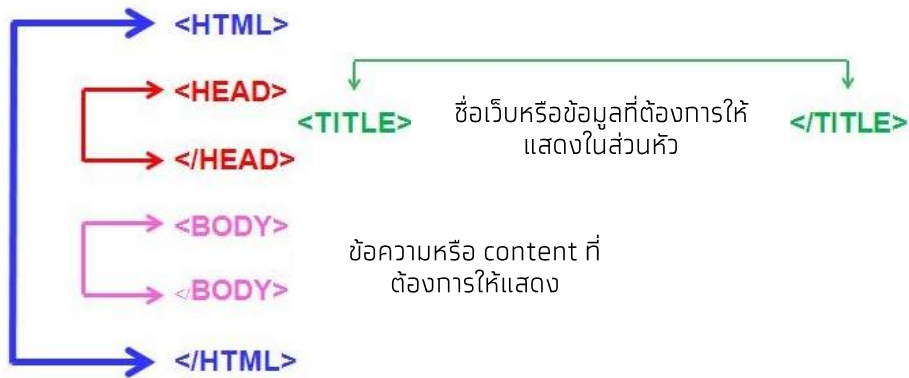 <HTML>
<HEAD>
<TITLE> ชื่อเว็บหรือข้อมูลที่ต้องการให้ </TITLE>
แสดงในส่วนหัว
</HEAD>
<BODY>
ข้อความหรือ content ที่
ต้องการให้แสดง
</BODY>
</HTML>